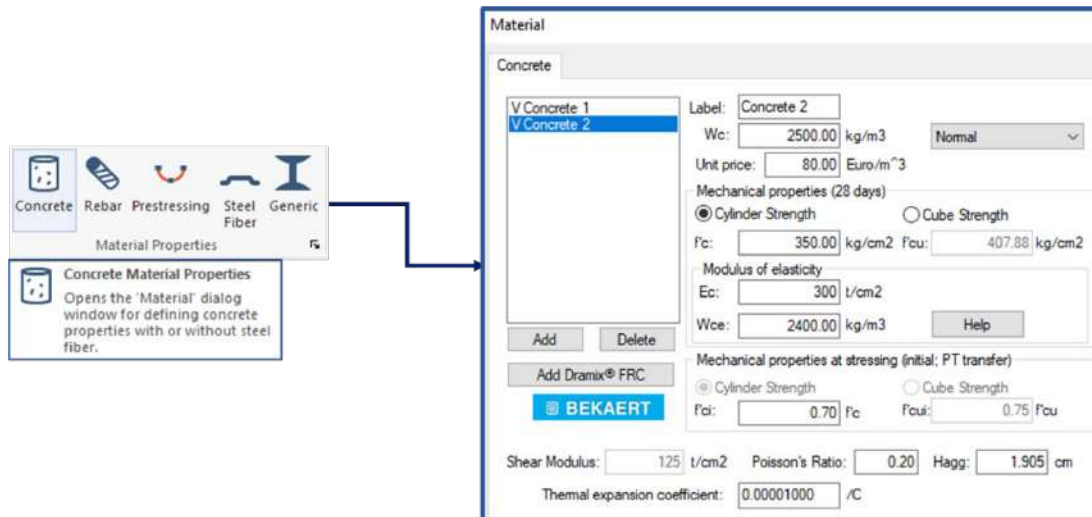 Concrete Rebar Prestressing Steel Fiber Generic
Material Properties
Concrete Material Properties
Opens the 'Material' dialog
window for defining concrete
properties with or without steel
fiber.
Material
Concrete
V Concrete 1
V Concrete 2
Add Delete
Add Dramix® FRC
BEKAERT
Label: Concrete 2
Wc: 2500.00 kg/m3 Normal
Unit price: 80.00 Euro/m^3
Mechanical properties (28 days)
Cylinder Strength Cube Strength
f'c: 350.00 kg/cm2 f'cu: 407.88 kg/cm2
Modulus of elasticity
Ec: 300 t/cm2
Wce: 2400.00 kg/m3 Help
Mechanical properties at stressing (initial; PT transfer)
Cylinder Strength Cube Strength
f'ci: 0.70 f'c f'cui: 0.75 f'cu
Shear Modulus: 125 t/cm2 Poisson's Ratio: 0.20 Hagg: 1.905 cm
Thermal expansion coefficient: 0.00001000 /C